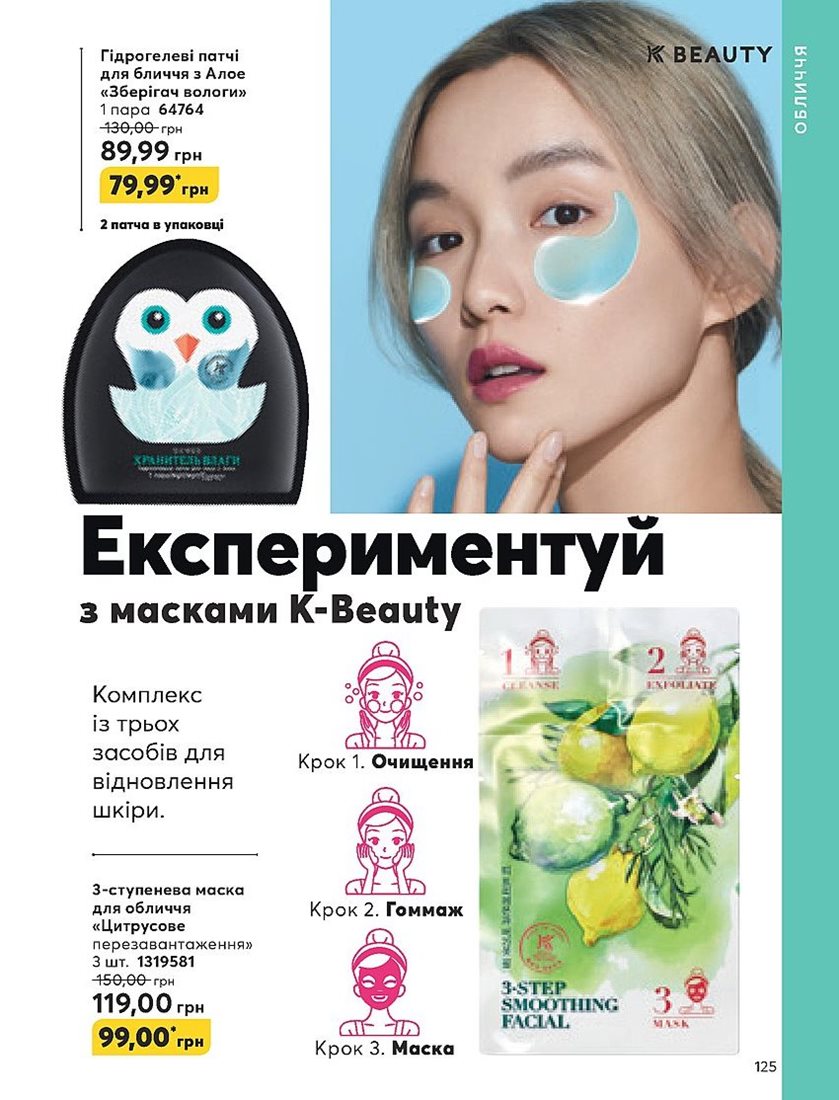 Гідрогелеві патчі
для бличчя з Алое
«Зберігач вологи»
1 пара 64764
130,00 грн
89,99 грн
79,99* грн
2 патча в упаковці
K BEAUTY
ОБЛИЧЧЯ
ХРАНИТЕЛЬ ВЛАГИ
Експериментуй
з масками K-Beauty
Комплекс
із трьох
засобів для
відновлення
шкіри.
Крок 1. Очищення
Крок 2. Гоммаж
Крок 3. Маска
3-ступенева маска
для обличчя
«Цитрусове
перезавантаження»
3 шт. 1319581
150,00 грн
119,00 грн
99,00* грн
1
CLEANSE
2
EXFOLIATE
3-STEP
SMOOTHING
FACIAL
3
MASK
125